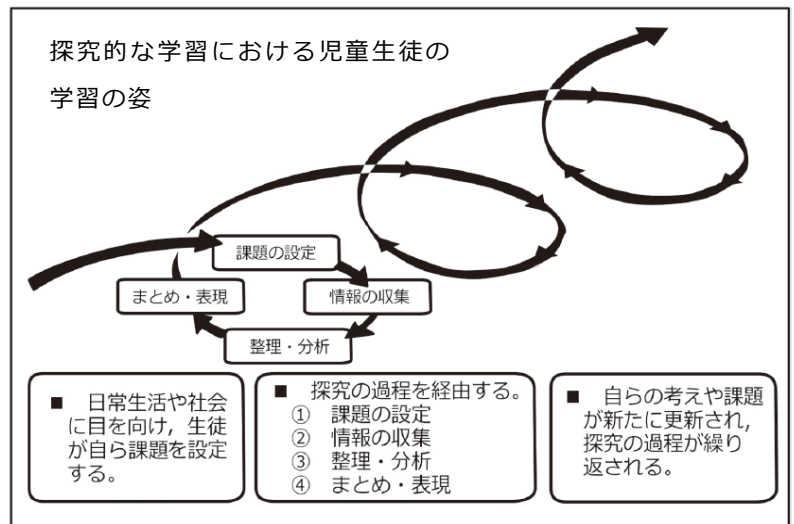 探究的な学習における児童生徒の
学習の姿
課題の設定
まとめ・表現
情報の収集
整理・分析
■ 日常生活や社会
に目を向け，生徒
が自ら課題を設定
する。
■ 探究の過程を経由する。
① 課題の設定
② 情報の収集
③ 整理・分析
④ まとめ・表現
■ 自らの考えや課題
が新たに更新され，
探究の過程が繰り
返される。